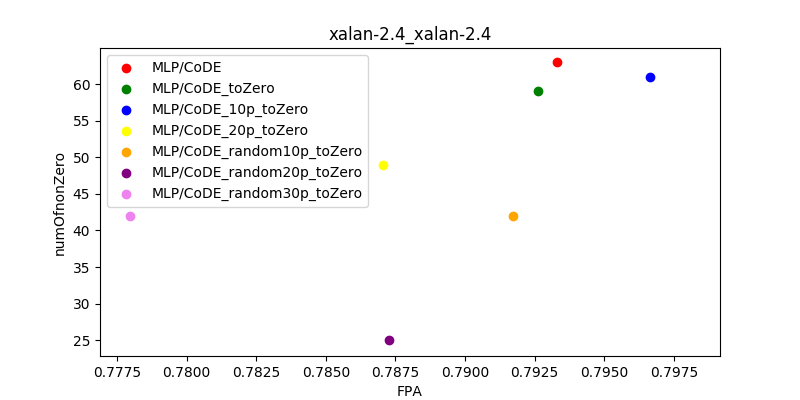 xalan-2.4_xalan-2.4
MLP/CoDE
MLP/CoDE_toZero
MLP/CoDE_10p_toZero
MLP/CoDE_20p_toZero
MLP/CoDE_random10p_toZero
MLP/CoDE_random20p_toZero
MLP/CoDE_random30p_toZero
numOfnonZero
60
55
50
45
40
35
30
25
0.7775 0.7800 0.7825 0.7850 0.7875 0.7900 0.7925 0.7950 0.7975
FPA